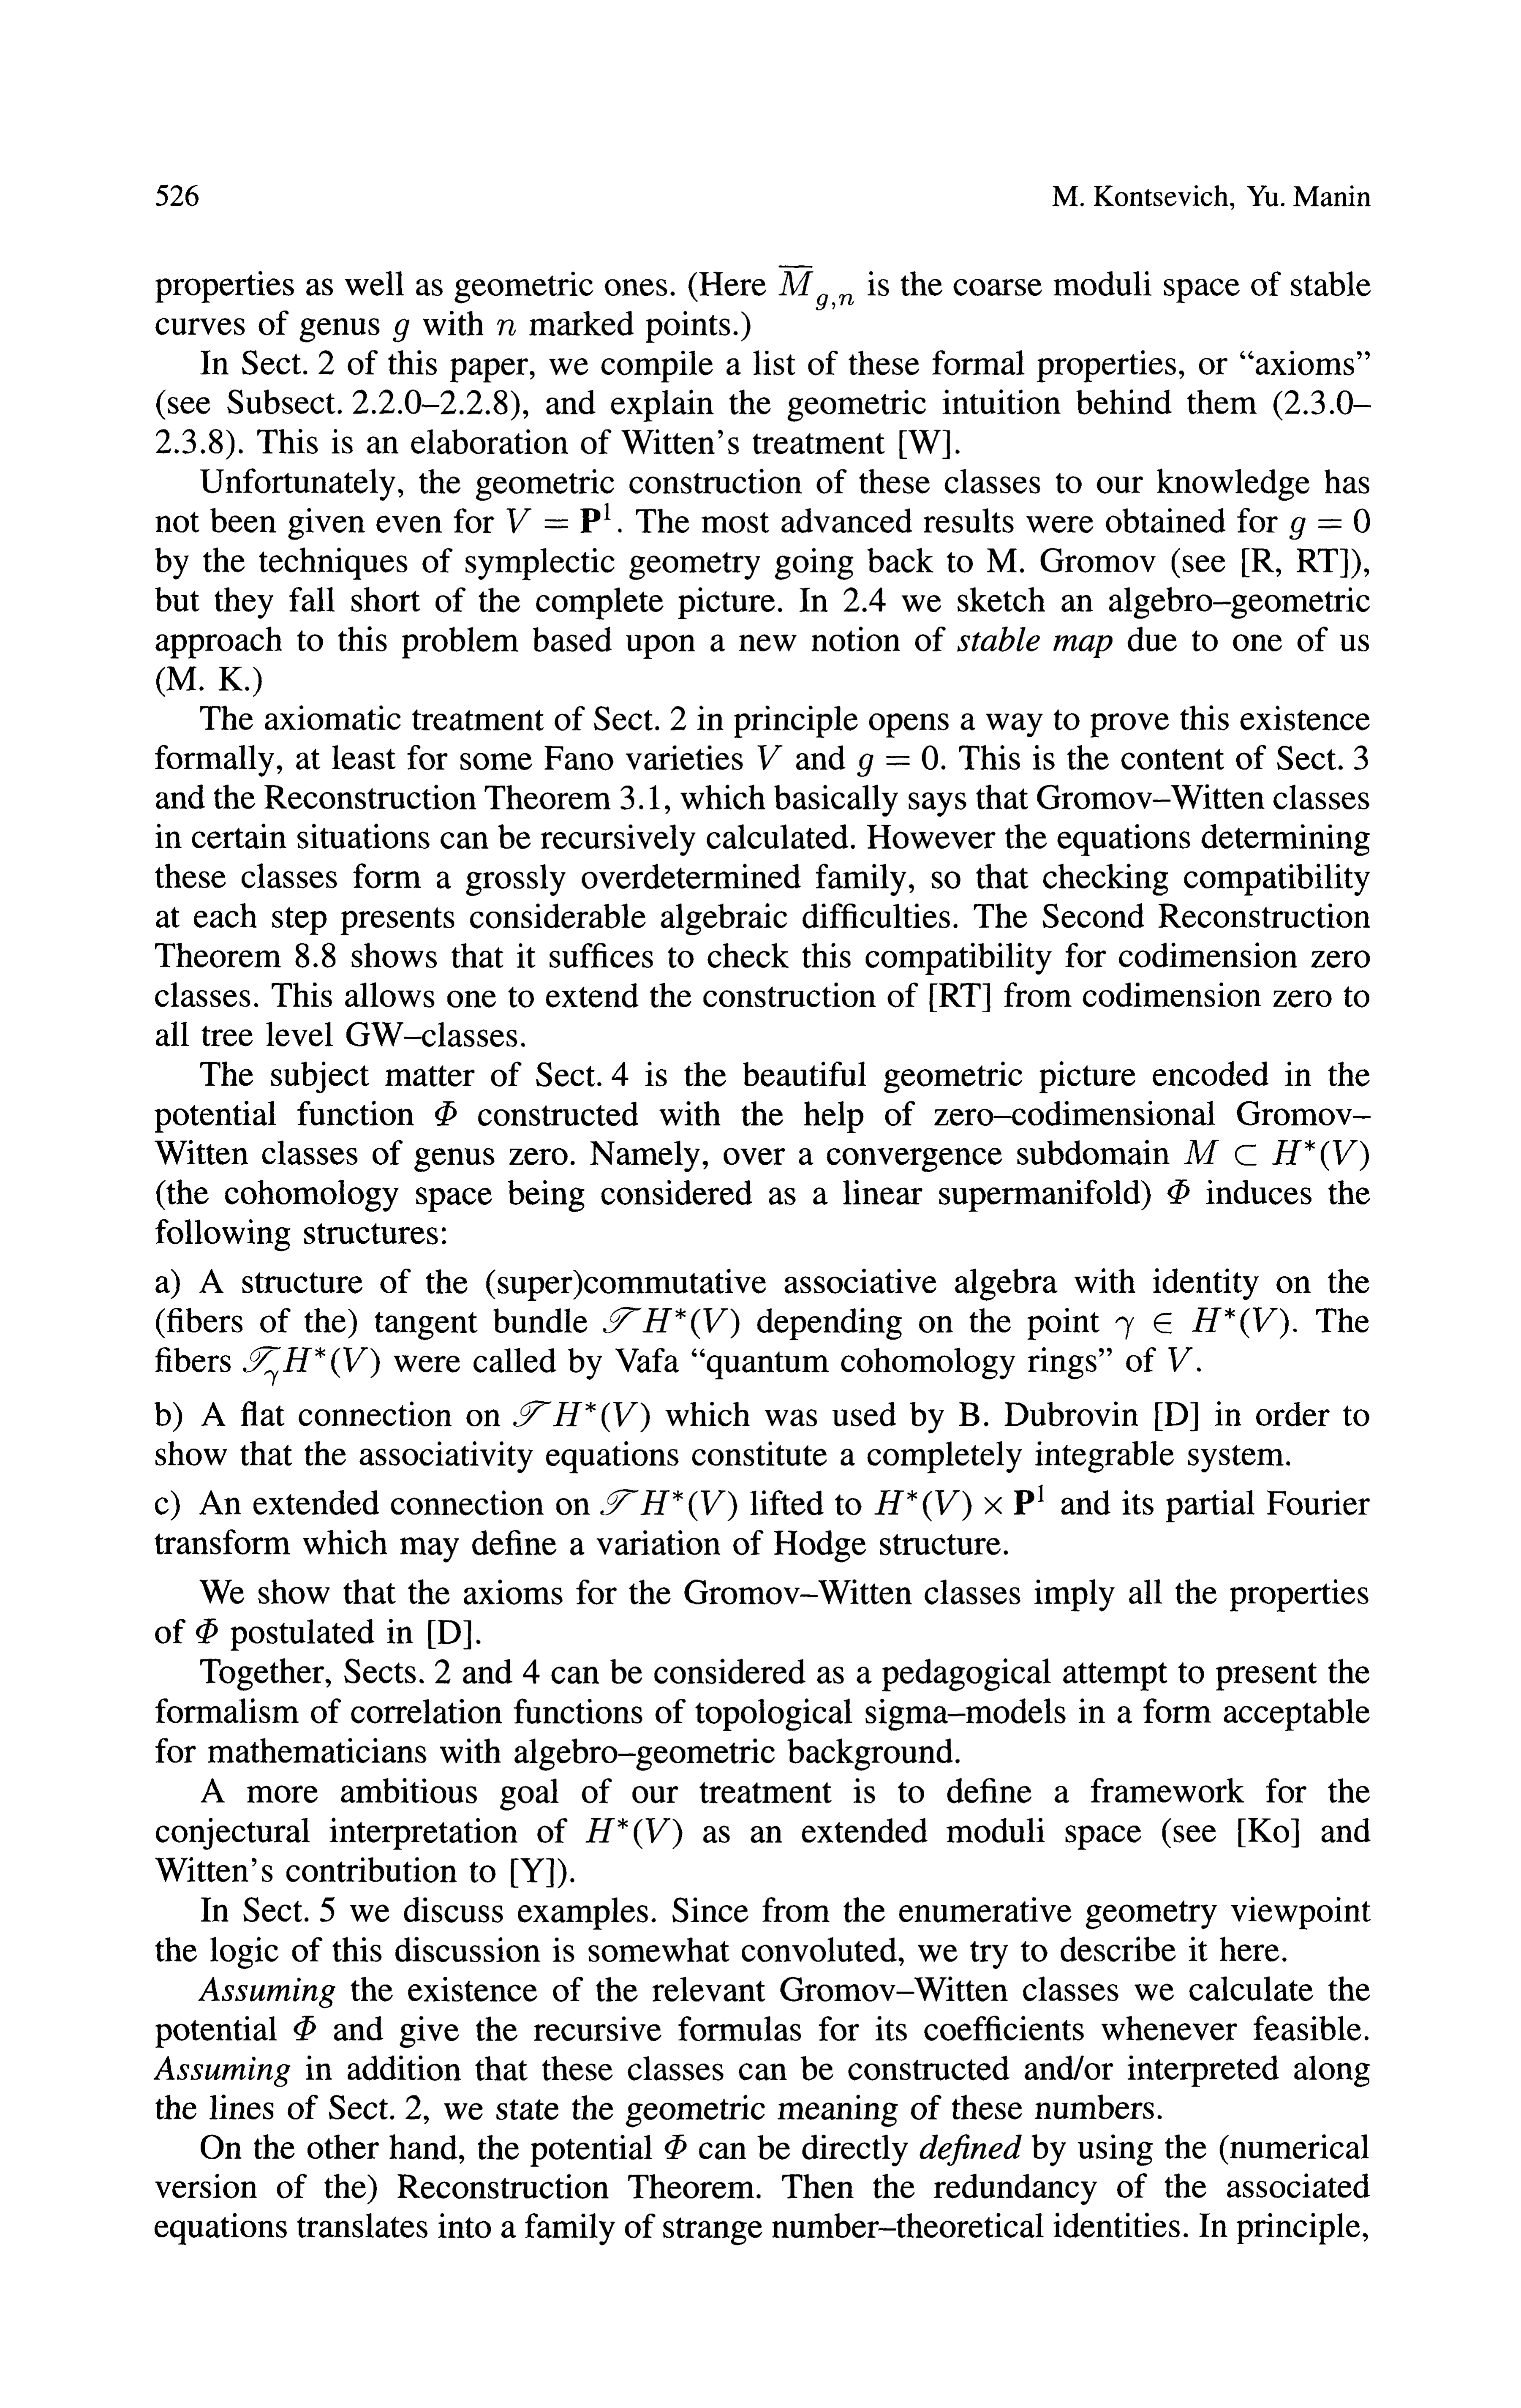 526 M. Kontsevich, Yu. Manin
properties as well as geometric ones. (Here $\overline{M}_{g,n}$ is the coarse moduli space of stable
curves of genus g with n marked points.)
In Sect. 2 of this paper, we compile a list of these formal properties, or “axioms”
(see Subsect. 2.2.0–2.2.8), and explain the geometric intuition behind them (2.3.0–
2.3.8). This is an elaboration of Witten’s treatment [W].
Unfortunately, the geometric construction of these classes to our knowledge has
not been given even for V = P¹. The most advanced results were obtained for g = 0
by the techniques of symplectic geometry going back to M. Gromov (see [R, RT]),
but they fall short of the complete picture. In 2.4 we sketch an algebro–geometric
approach to this problem based upon a new notion of stable map due to one of us
(M. K.)
The axiomatic treatment of Sect. 2 in principle opens a way to prove this existence
formally, at least for some Fano varieties V and g = 0. This is the content of Sect. 3
and the Reconstruction Theorem 3.1, which basically says that Gromov–Witten classes
in certain situations can be recursively calculated. However the equations determining
these classes form a grossly overdetermined family, so that checking compatibility
at each step presents considerable algebraic difficulties. The Second Reconstruction
Theorem 8.8 shows that it suffices to check this compatibility for codimension zero
classes. This allows one to extend the construction of [RT] from codimension zero to
all tree level GW–classes.
The subject matter of Sect. 4 is the beautiful geometric picture encoded in the
potential function Φ constructed with the help of zero–codimensional Gromov–
Witten classes of genus zero. Namely, over a convergence subdomain M ⊂ H*(V)
(the cohomology space being considered as a linear supermanifold) Φ induces the
following structures:
a) A structure of the (super)commutative associative algebra with identity on the
(fibers of the) tangent bundle 𝒯H*(V) depending on the point γ ∈ H*(V). The
fibers 𝒯_γH*(V) were called by Vafa “quantum cohomology rings” of V.
b) A flat connection on 𝒯H*(V) which was used by B. Dubrovin [D] in order to
show that the associativity equations constitute a completely integrable system.
c) An extended connection on 𝒯H*(V) lifted to H*(V) × P¹ and its partial Fourier
transform which may define a variation of Hodge structure.
We show that the axioms for the Gromov–Witten classes imply all the properties
of Φ postulated in [D].
Together, Sects. 2 and 4 can be considered as a pedagogical attempt to present the
formalism of correlation functions of topological sigma–models in a form acceptable
for mathematicians with algebro–geometric background.
A more ambitious goal of our treatment is to define a framework for the
conjectural interpretation of H*(V) as an extended moduli space (see [Ko] and
Witten’s contribution to [Y]).
In Sect. 5 we discuss examples. Since from the enumerative geometry viewpoint
the logic of this discussion is somewhat convoluted, we try to describe it here.
Assuming the existence of the relevant Gromov–Witten classes we calculate the
potential Φ and give the recursive formulas for its coefficients whenever feasible.
Assuming in addition that these classes can be constructed and/or interpreted along
the lines of Sect. 2, we state the geometric meaning of these numbers.
On the other hand, the potential Φ can be directly defined by using the (numerical
version of the) Reconstruction Theorem. Then the redundancy of the associated
equations translates into a family of strange number–theoretical identities. In principle,